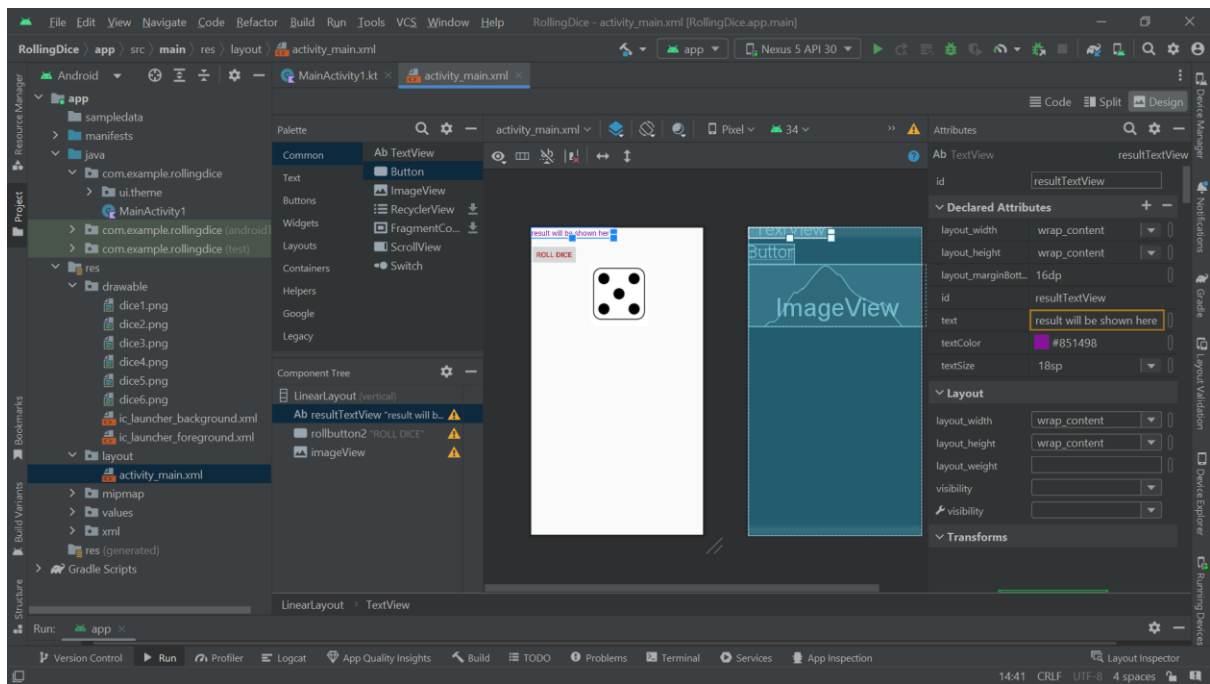 File Edit View Navigate Code Refactor Build Run Tools VCS Window Help RollingDice - activity_main.xml [RollingDice.app.main]
RollingDice app src main res layout activity_main.xml app Nexus 5 API 30
Android MainActivity1.kt activity_main.xml
Resource Manager
Project
Bookmarks
Build Variants
Structure
app
sampledata
manifests
java
com.example.rollingdice
ui.theme
MainActivity1
com.example.rollingdice (android
com.example.rollingdice (test)
res
drawable
dice1.png
dice2.png
dice3.png
dice4.png
dice5.png
dice6.png
ic_launcher_background.xml
ic_launcher_foreground.xml
layout
activity_main.xml
mipmap
values
xml
res (generated)
Gradle Scripts
Code Split Design
Palette
Common
Text
Buttons
Widgets
Layouts
Containers
Helpers
Google
Legacy
Ab TextView
Button
ImageView
RecyclerView
FragmentCo...
ScrollView
Switch
Component Tree
LinearLayout (vertical)
Ab resultTextView "result will b...
rollbutton2 "ROLL DICE"
imageView
activity_main.xml Pixel 34
result will be shown her
ROLL DICE
TextView
Button
ImageView
Attributes
Ab TextView resultTextView
id resultTextView
Declared Attributes
layout_width wrap_content
layout_height wrap_content
layout_marginBott... 16dp
id resultTextView
text result will be shown here
textColor #851498
textSize 18sp
Layout
layout_width wrap_content
layout_height wrap_content
layout_weight
visibility
visibility
Transforms
Device Manager
Notifications
Gradle
Layout Validation
Device Explorer
Running Devices
LinearLayout TextView
Run: app
Version Control Run Profiler Logcat App Quality Insights Build TODO Problems Terminal Services App Inspection Layout Inspector
14:41 CRLF UTF-8 4 spaces